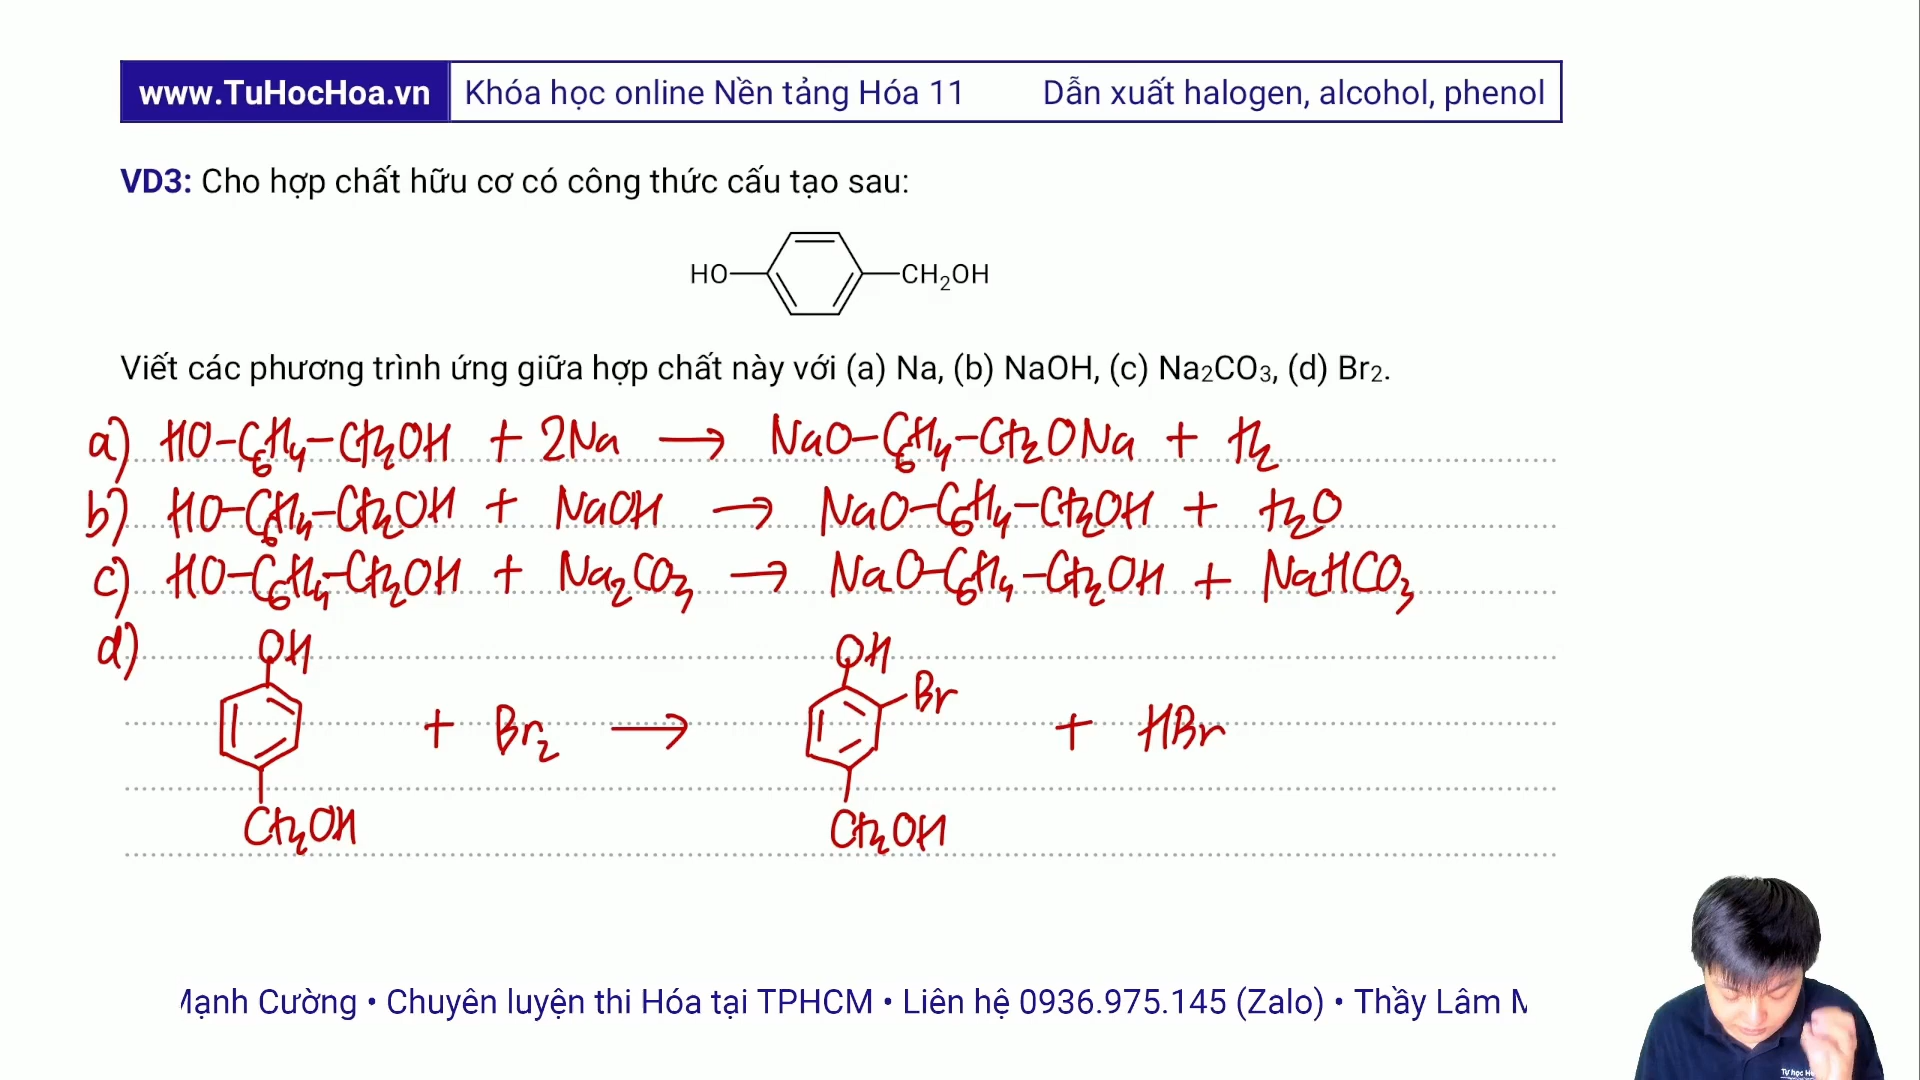 www.TuHocHoa.vn Khóa học online Nền tảng Hóa 11 Dẫn xuất halogen, alcohol, phenol
VD3: Cho hợp chất hữu cơ có công thức cấu tạo sau:
HO CH₂OH
Viết các phương trình ứng giữa hợp chất này với (a) Na, (b) NaOH, (c) Na₂CO₃, (d) Br₂.
a) HO-C₆H₄-CH₂OH + 2Na → NaO-C₆H₄-CH₂ONa + H₂
b) HO-C₆H₄-CH₂OH + NaOH → NaO-C₆H₄-CH₂OH + H₂O
c) HO-C₆H₄-CH₂OH + Na₂CO₃ → NaO-C₆H₄-CH₂OH + NaHCO₃
d) OH OH
Br
+ Br₂ → + HBr
CH₂OH CH₂OH
Mạnh Cường • Chuyên luyện thi Hóa tại TPHCM • Liên hệ 0936.975.145 (Zalo) • Thầy Lâm M
Tự học H